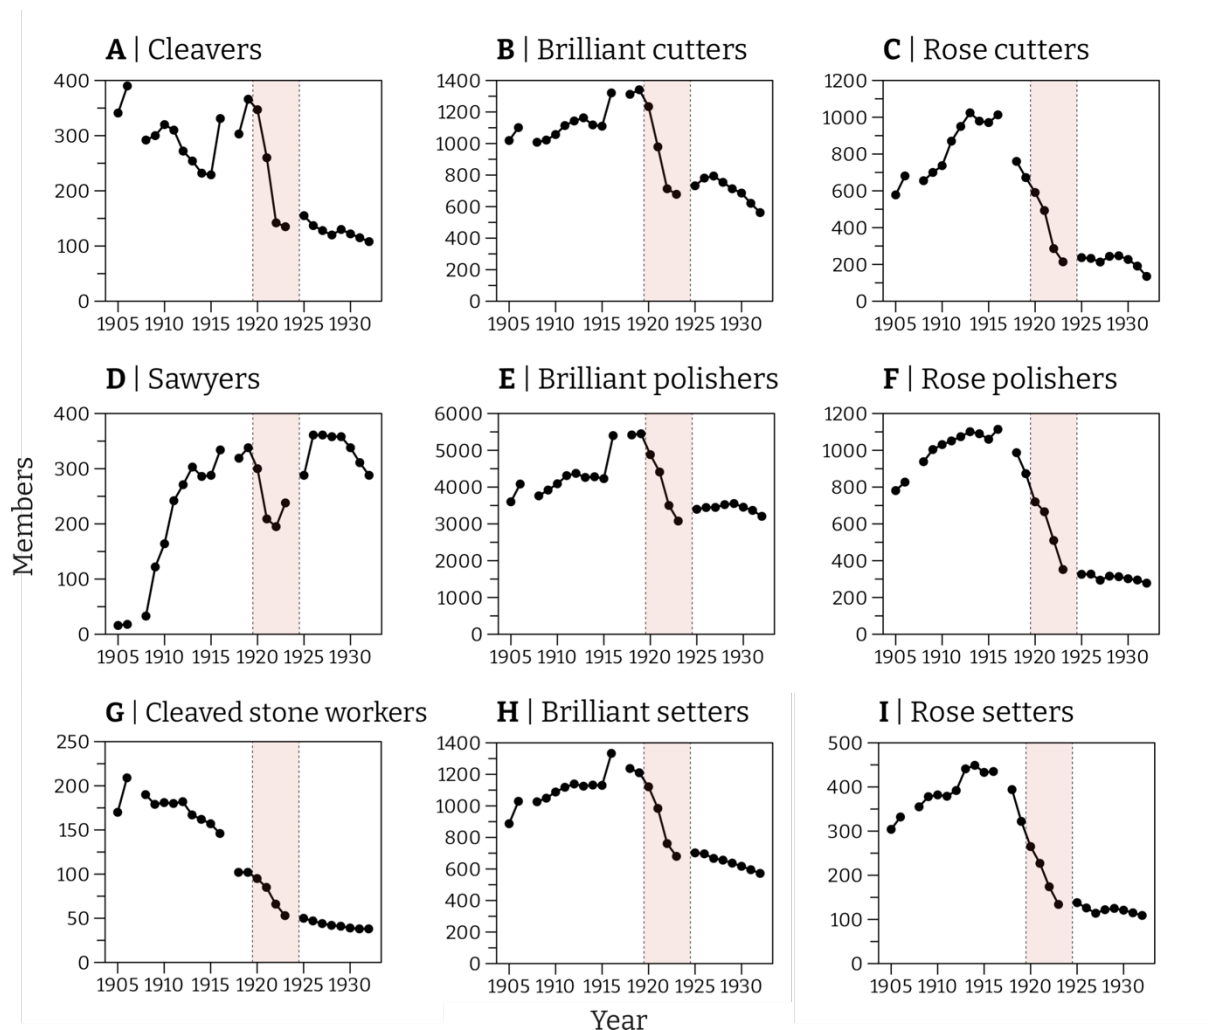 A | Cleavers
400
300
200
100
0
1905 1910 1915 1920 1925 1930
B | Brilliant cutters
1400
1200
1000
800
600
400
200
0
1905 1910 1915 1920 1925 1930
C | Rose cutters
1200
1000
800
600
400
200
0
1905 1910 1915 1920 1925 1930
D | Sawyers
400
300
200
100
0
1905 1910 1915 1920 1925 1930
E | Brilliant polishers
6000
5000
4000
3000
2000
1000
0
1905 1910 1915 1920 1925 1930
F | Rose polishers
1200
1000
800
600
400
200
0
1905 1910 1915 1920 1925 1930
Members
G | Cleaved stone workers
250
200
150
100
50
0
1905 1910 1915 1920 1925 1930
H | Brilliant setters
1400
1200
1000
800
600
400
200
0
1905 1910 1915 1920 1925 1930
I | Rose setters
500
400
300
200
100
0
1905 1910 1915 1920 1925 1930
Year